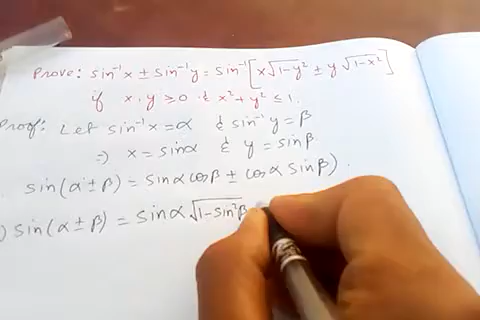 Prove: sin⁻¹x ± sin⁻¹y = sin⁻¹[x√(1-y²) ± y√(1-x²)]
if x, y ≥ 0 & x² + y² ≤ 1.
Proof: Let sin⁻¹x = α & sin⁻¹y = β
⇒ x = sinα & y = sinβ.
sin(α ± β) = sinα cosβ ± cosα sinβ).
) sin(α ± β) = sinα √(1-sin²β